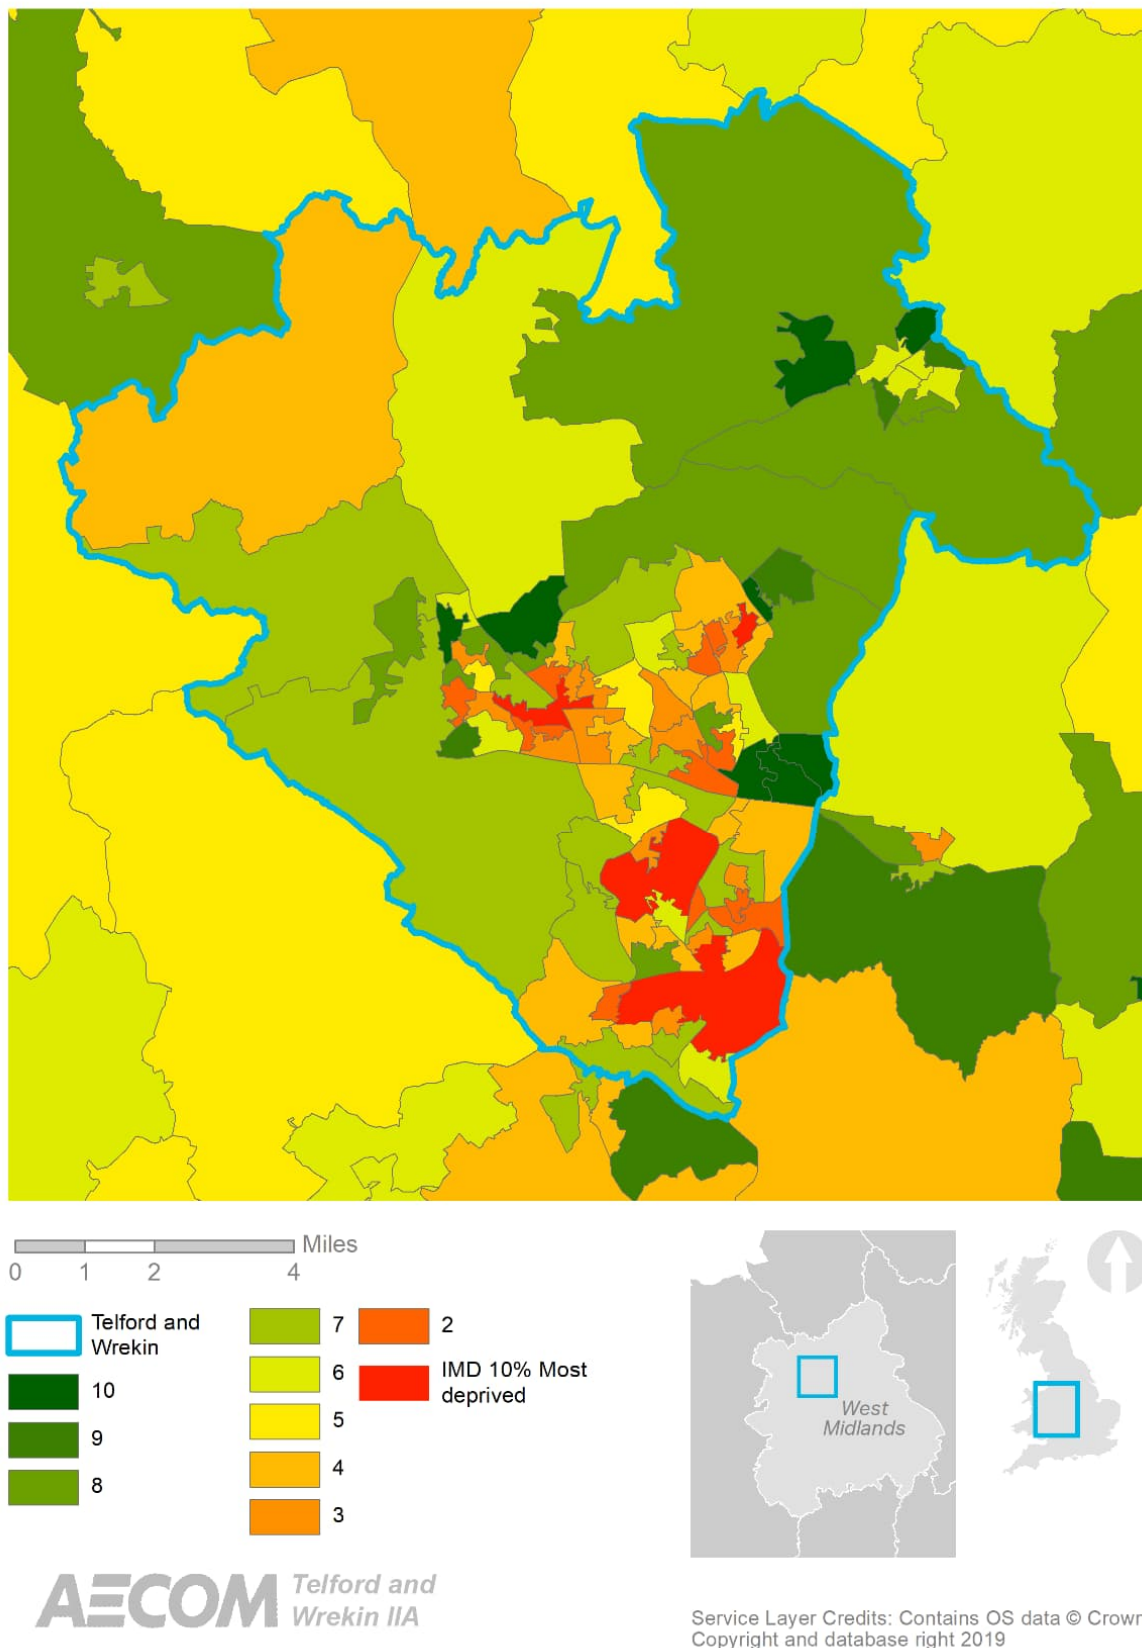 Miles
0
1
2
4
Telford and
Wrekin
10
9
8
7
6
5
4
3
2
IMD 10% Most
deprived
West
Midlands
AECOM
Telford and
Wrekin IIA
Service Layer Credits: Contains OS data © Crown
Copyright and database right 2019